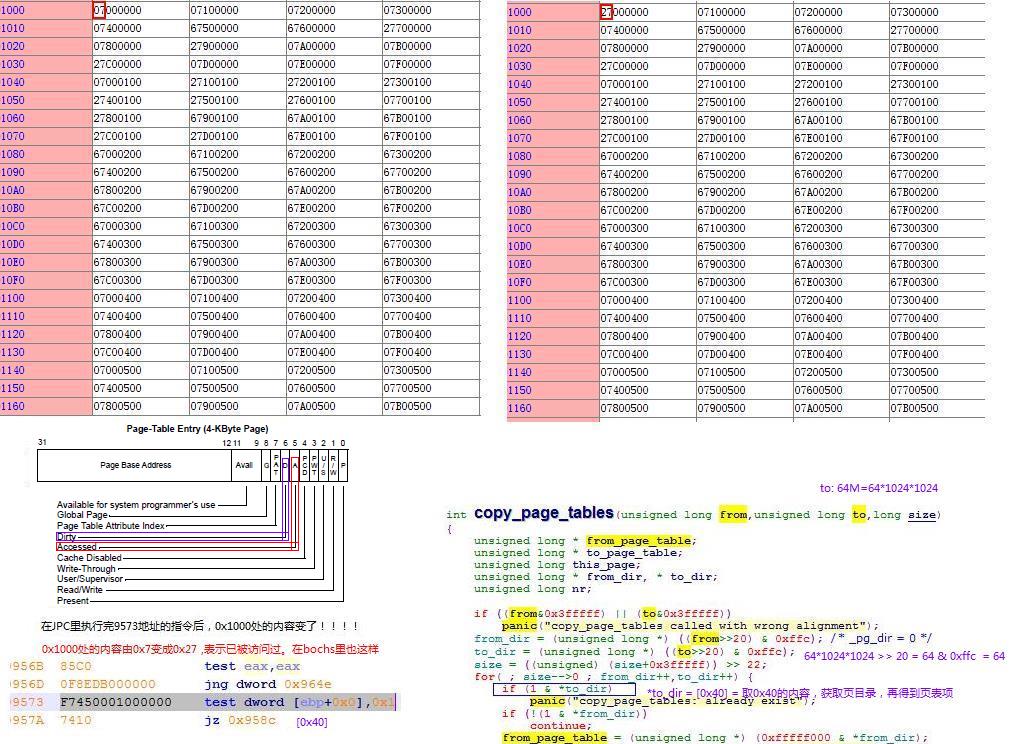 1000 07000000 07100000 07200000 07300000
1010 07400000 67500000 67600000 27700000
1020 07800000 27900000 07A00000 07B00000
1030 27C00000 07D00000 07E00000 07F00000
1040 07000100 27100100 27200100 27300100
1050 27400100 27500100 27600100 07700100
1060 27800100 67900100 67A00100 67B00100
1070 27C00100 27D00100 67E00100 67F00100
1080 67000200 67100200 67200200 67300200
1090 67400200 67500200 67600200 67700200
10A0 67800200 67900200 67A00200 67B00200
10B0 67C00200 67D00200 67E00200 67F00200
10C0 67000300 67100300 67200300 67300300
10D0 67400300 67500300 67600300 67700300
10E0 67800300 67900300 67A00300 67B00300
10F0 67C00300 67D00300 67E00300 67F00300
1100 07000400 07100400 07200400 07300400
1110 07400400 07500400 07600400 07700400
1120 07800400 07900400 07A00400 07B00400
1130 07C00400 07D00400 07E00400 07F00400
1140 07000500 07100500 07200500 07300500
1150 07400500 07500500 07600500 07700500
1160 07800500 07900500 07A00500 07B00500
1000 27000000 07100000 07200000 07300000
1010 07400000 67500000 67600000 27700000
1020 07800000 27900000 07A00000 07B00000
1030 27C00000 07D00000 07E00000 07F00000
1040 07000100 27100100 27200100 27300100
1050 27400100 27500100 27600100 07700100
1060 27800100 67900100 67A00100 67B00100
1070 27C00100 27D00100 67E00100 67F00100
1080 67000200 67100200 67200200 67300200
1090 67400200 67500200 67600200 67700200
10A0 67800200 67900200 67A00200 67B00200
10B0 67C00200 67D00200 67E00200 67F00200
10C0 67000300 67100300 67200300 67300300
10D0 67400300 67500300 67600300 67700300
10E0 67800300 67900300 67A00300 67B00300
10F0 67C00300 67D00300 67E00300 67F00300
1100 07000400 07100400 07200400 07300400
1110 07400400 07500400 07600400 07700400
1120 07800400 07900400 07A00400 07B00400
1130 07C00400 07D00400 07E00400 07F00400
1140 07000500 07100500 07200500 07300500
1150 07400500 07500500 07600500 07700500
1160 07800500 07900500 07A00500 07B00500
Page-Table Entry (4-KByte Page)
31 12 11 9 8 7 6 5 4 3 2 1 0
Page Base Address Avail G PAT D A PCD PWT U/S R/W P
Available for system programmer's use
Global Page
Page Table Attribute Index
Dirty
Accessed
Cache Disabled
Write-Through
User/Supervisor
Read/Write
Present
在JPC里执行完9573地址的指令后，0x1000处的内容变了！！！！
0x1000处的内容由0x7变成0x27 ,表示已被访问过。在bochs里也这样
956B 85C0 test eax,eax
956D 0F8EDB000000 jng dword 0x964e
9573 F7450001000000 test dword [ebp+0x0],0x1
957A 7410 jz 0x958c [0x40]
to: 64M=64*1024*1024
int copy_page_tables(unsigned long from,unsigned long to,long size)
{
unsigned long * from_page_table;
unsigned long * to_page_table;
unsigned long this_page;
unsigned long * from_dir, * to_dir;
unsigned long nr;
if ((from&0x3fffff) || (to&0x3fffff))
panic("copy_page_tables called with wrong alignment");
from_dir = (unsigned long *) ((from>>20) & 0xffc); /* _pg_dir = 0 */
to_dir = (unsigned long *) ((to>>20) & 0xffc); 64*1024*1024 >> 20 = 64 & 0xffc = 64
size = ((unsigned) (size+0x3fffff)) >> 22;
for( ; size-->0 ; from_dir++,to_dir++) {
if (1 & *to_dir) *to_dir = [0x40] = 取0x40的内容，获取页目录，再得到页表项
panic("copy_page_tables: already exist");
if (!(1 & *from_dir))
continue;
from_page_table = (unsigned long *) (0xfffff000 & *from_dir);